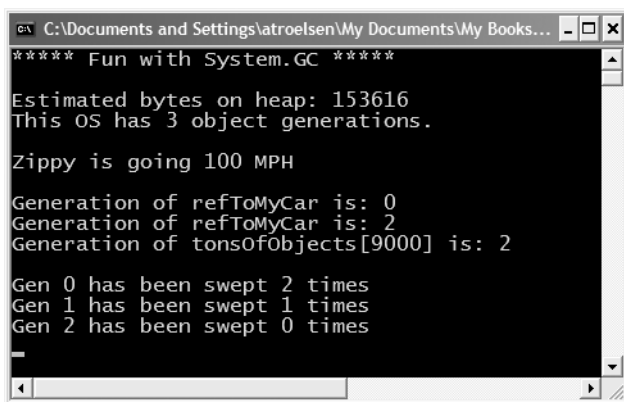 C:\Documents and Settings\atroelsen\My Documents\My Books...
***** Fun with System.GC *****
Estimated bytes on heap: 153616
This OS has 3 object generations.
Zippy is going 100 MPH
Generation of refToMyCar is: 0
Generation of refToMyCar is: 2
Generation of tonsOfObjects[9000] is: 2
Gen 0 has been swept 2 times
Gen 1 has been swept 1 times
Gen 2 has been swept 0 times